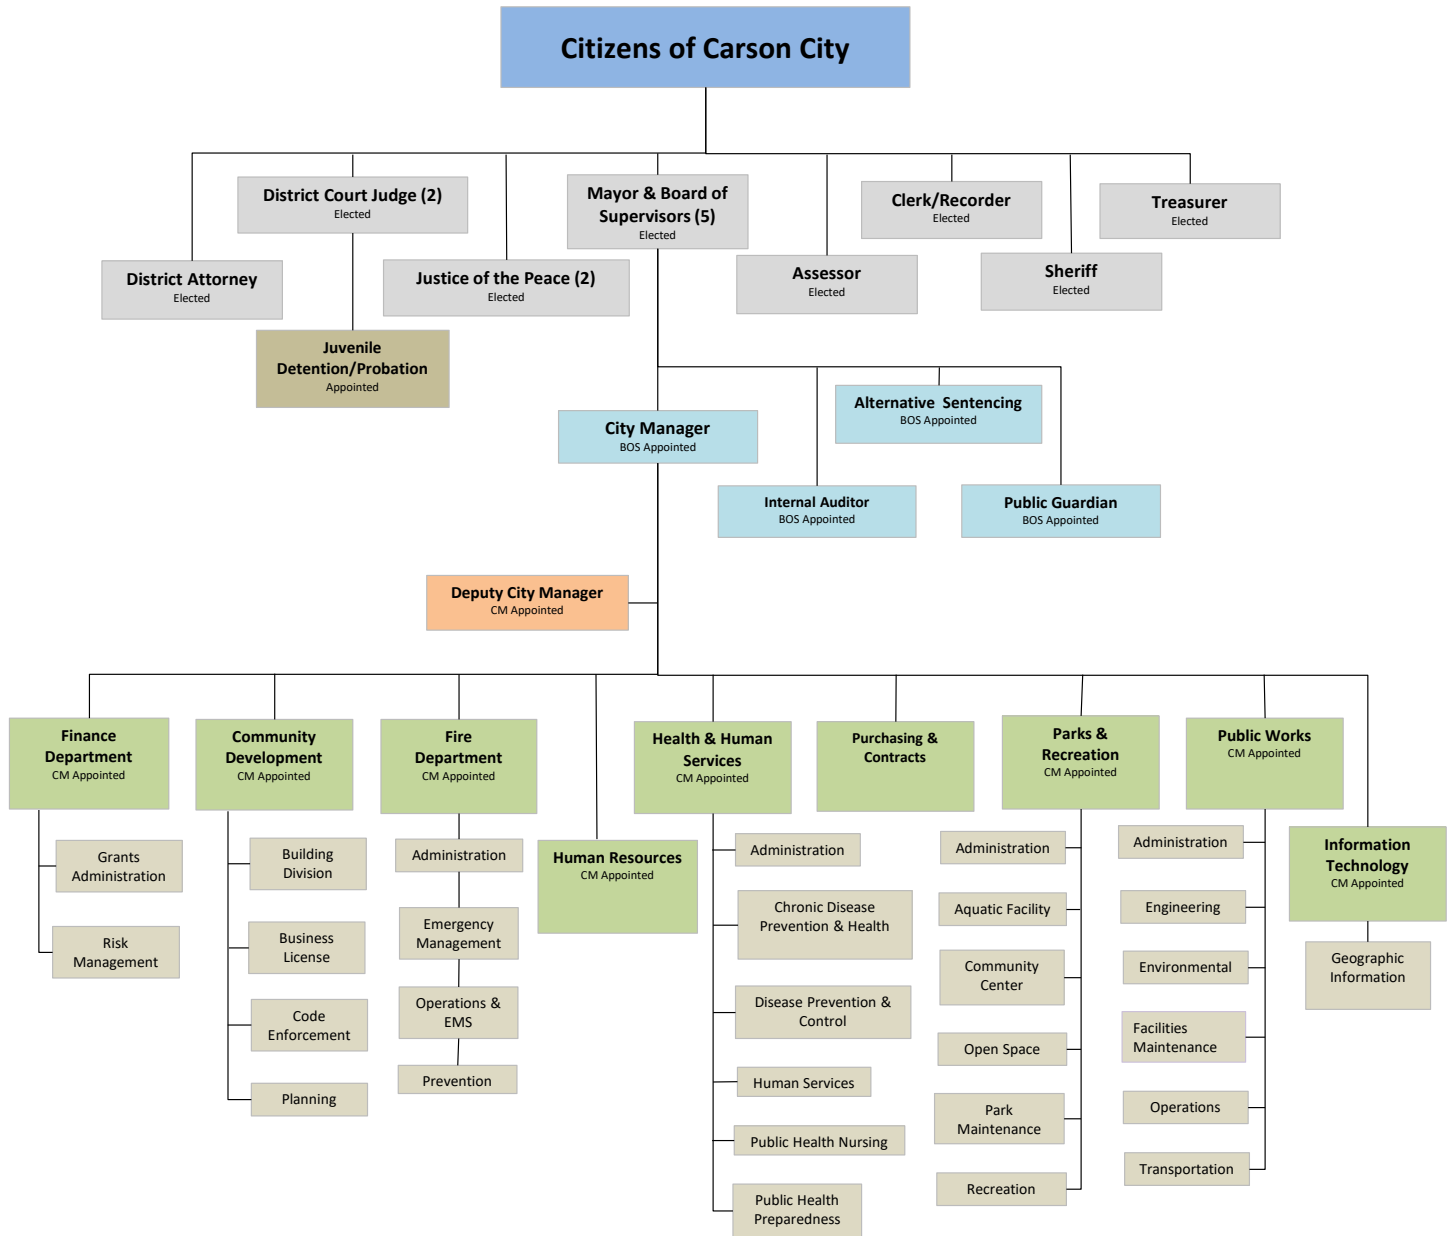 Citizens of Carson City
District Court Judge (2)
Elected
Mayor & Board of
Supervisors (5)
Elected
Clerk/Recorder
Elected
Treasurer
Elected
District Attorney
Elected
Justice of the Peace (2)
Elected
Assessor
Elected
Sheriff
Elected
Juvenile
Detention/Probation
Appointed
City Manager
BOS Appointed
Alternative Sentencing
BOS Appointed
Internal Auditor
BOS Appointed
Public Guardian
BOS Appointed
Deputy City Manager
CM Appointed
Finance
Department
CM Appointed
Grants
Administration
Risk
Management
Community
Development
CM Appointed
Building
Division
Business
License
Code
Enforcement
Planning
Fire
Department
CM Appointed
Administration
Emergency
Management
Operations &
EMS
Prevention
Human Resources
CM Appointed
Health & Human
Services
CM Appointed
Administration
Chronic Disease
Prevention & Health
Disease Prevention &
Control
Human Services
Public Health Nursing
Public Health
Preparedness
Purchasing &
Contracts
Parks &
Recreation
CM Appointed
Administration
Aquatic Facility
Community
Center
Open Space
Park
Maintenance
Recreation
Public Works
CM Appointed
Administration
Engineering
Environmental
Facilities
Maintenance
Operations
Transportation
Information
Technology
CM Appointed
Geographic
Information